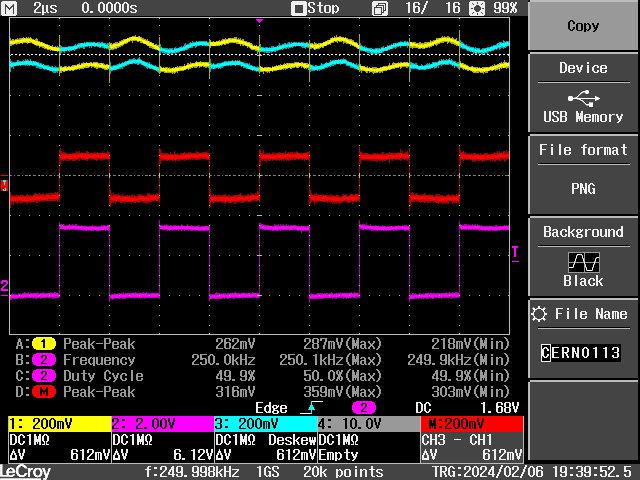 M 2µs 0.0000s Stop 16/ 16 99%
Copy
Device
USB Memory
File format
PNG
Background
Black
File Name
CERN0113
M
2
T
A: 1 Peak-Peak 262mV 287mV(Max) 218mV(Min)
B: 2 Frequency 250.0kHz 250.1kHz(Max) 249.9kHz(Min)
C: 2 Duty Cycle 49.9% 50.0%(Max) 49.9%(Min)
D: M Peak-Peak 316mV 359mV(Max) 303mV(Min)
Edge 2 DC 1.68V
1: 200mV 2: 2.00V 3: 200mV 4: 10.0V M:200mV
DC1MΩ DC1MΩ DC1MΩ Deskew DC1MΩ CH3 - CH1
ΔV 612mV ΔV 6.12V ΔV 612mV Empty ΔV 612mV
LeCroy f:249.998kHz 1GS 20k points TRG:2024/02/06 19:39:52.5